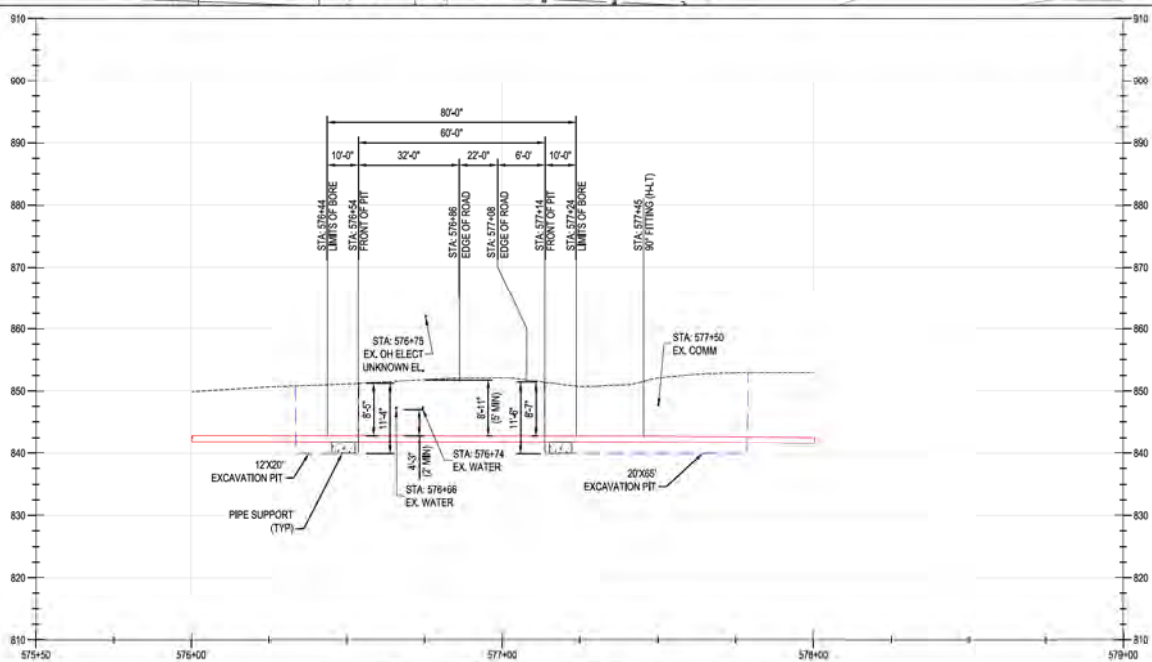 910
910
900
900
890
890
880
880
870
870
860
860
850
850
840
840
830
830
820
820
810
810
80'-0"
60'-0"
10'-0"
32'-0"
22'-0"
6'-0'
10'-0"
STA: 576+44
LIMITS OF BORE
STA: 576+54
FRONT OF PIT
STA: 576+86
EDGE OF ROAD
STA: 577+08
EDGE OF ROAD
STA: 577+14
FRONT OF PIT
STA: 577+24
LIMITS OF BORE
STA: 577+45
90° FITTING (H-LT)
STA: 576+75
EX. OH ELECT
UNKNOWN EL.
STA: 577+50
EX. COMM
8'-5"
11'-4"
4'-3"
(2' MIN)
8'-11"
(5' MIN)
11'-6"
8'-7"
12'X20'
EXCAVATION PIT
STA: 576+74
EX. WATER
STA: 576+66
EX. WATER
20'X65'
EXCAVATION PIT
PIPE SUPPORT
(TYP)
575+50
576+00
577+00
578+00
579+00